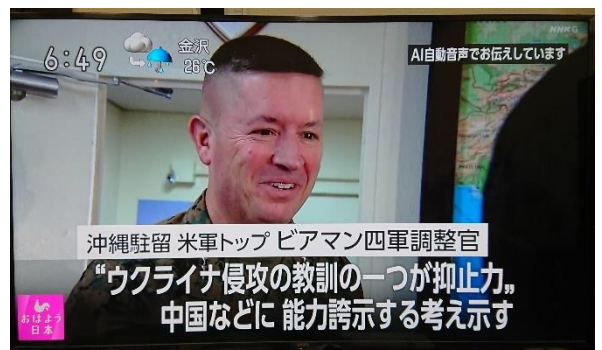 6:49
金沢
26℃
NHK G
AI自動音声でお伝えしています
沖縄駐留 米軍トップ ビアマン四軍調整官
“ウクライナ侵攻の教訓の一つが抑止力„
中国などに 能力誇示する考え示す
おはよう
日本